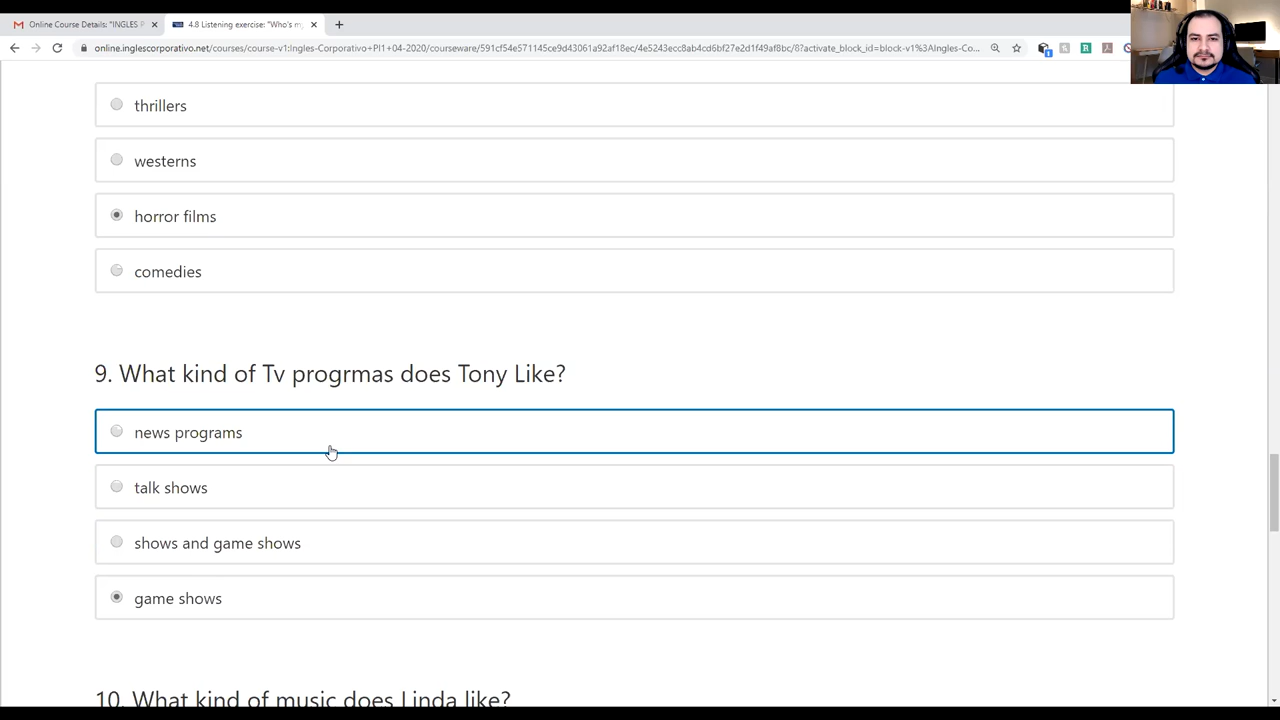 Online Course Details: "INGLES P
4.8 Listening exercise: "Who's m
online.inglescorporativo.net/courses/course-v1:Ingles-Corporativo+PI1+04-2020/courseware/591cf54e571145dc9d43061a92af18ec/4e5243ecc8ab4cd6bf27e2d1f49af6bc/8?activate_block_id=block-v1%3AIngles-Co...
thrillers
westerns
horror films
comedies
9. What kind of Tv progrmas does Tony Like?
news programs
talk shows
shows and game shows
game shows
10. What kind of music does Linda like?